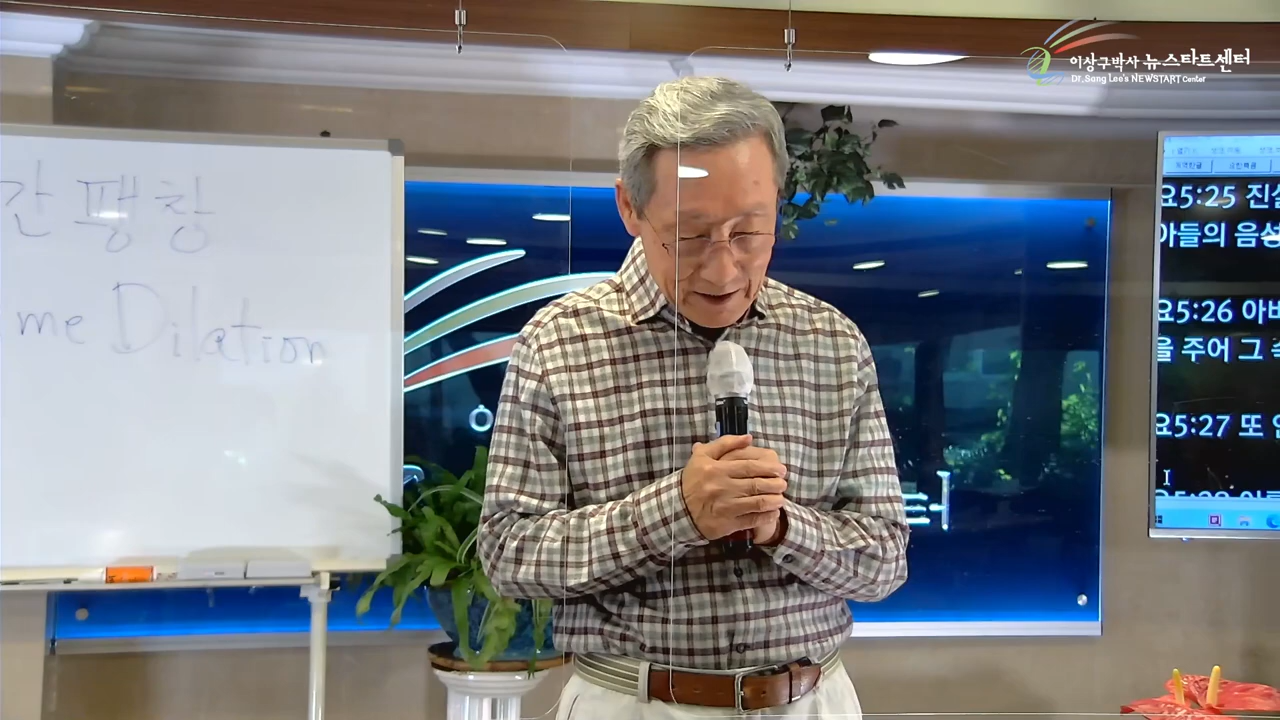 이상구박사 뉴스타트센터
Dr.Sang Lee's NEWSTART Center
간 팽창
me Dilation
요5:25 진실
아들의 음성
요5:26 아버
을 주어 그 속
요5:27 또 인
터